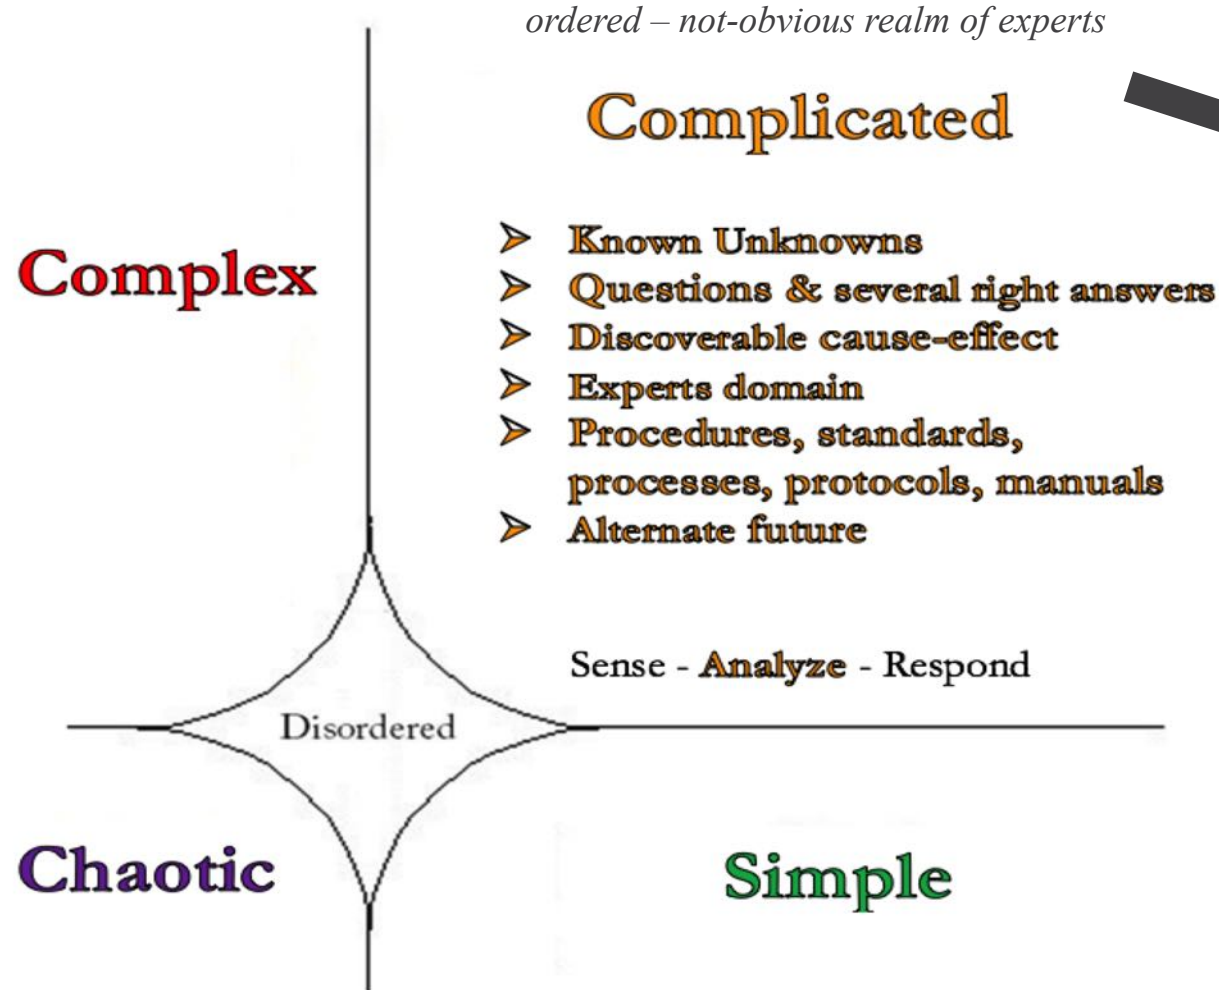 ordered – not-obvious realm of experts
Complicated
Complex
Known Unknowns
Questions & several right answers
Discoverable cause-effect
Experts domain
Procedures, standards,
processes, protocols, manuals
Alternate future
Sense - Analyze - Respond
Disordered
Chaotic
Simple